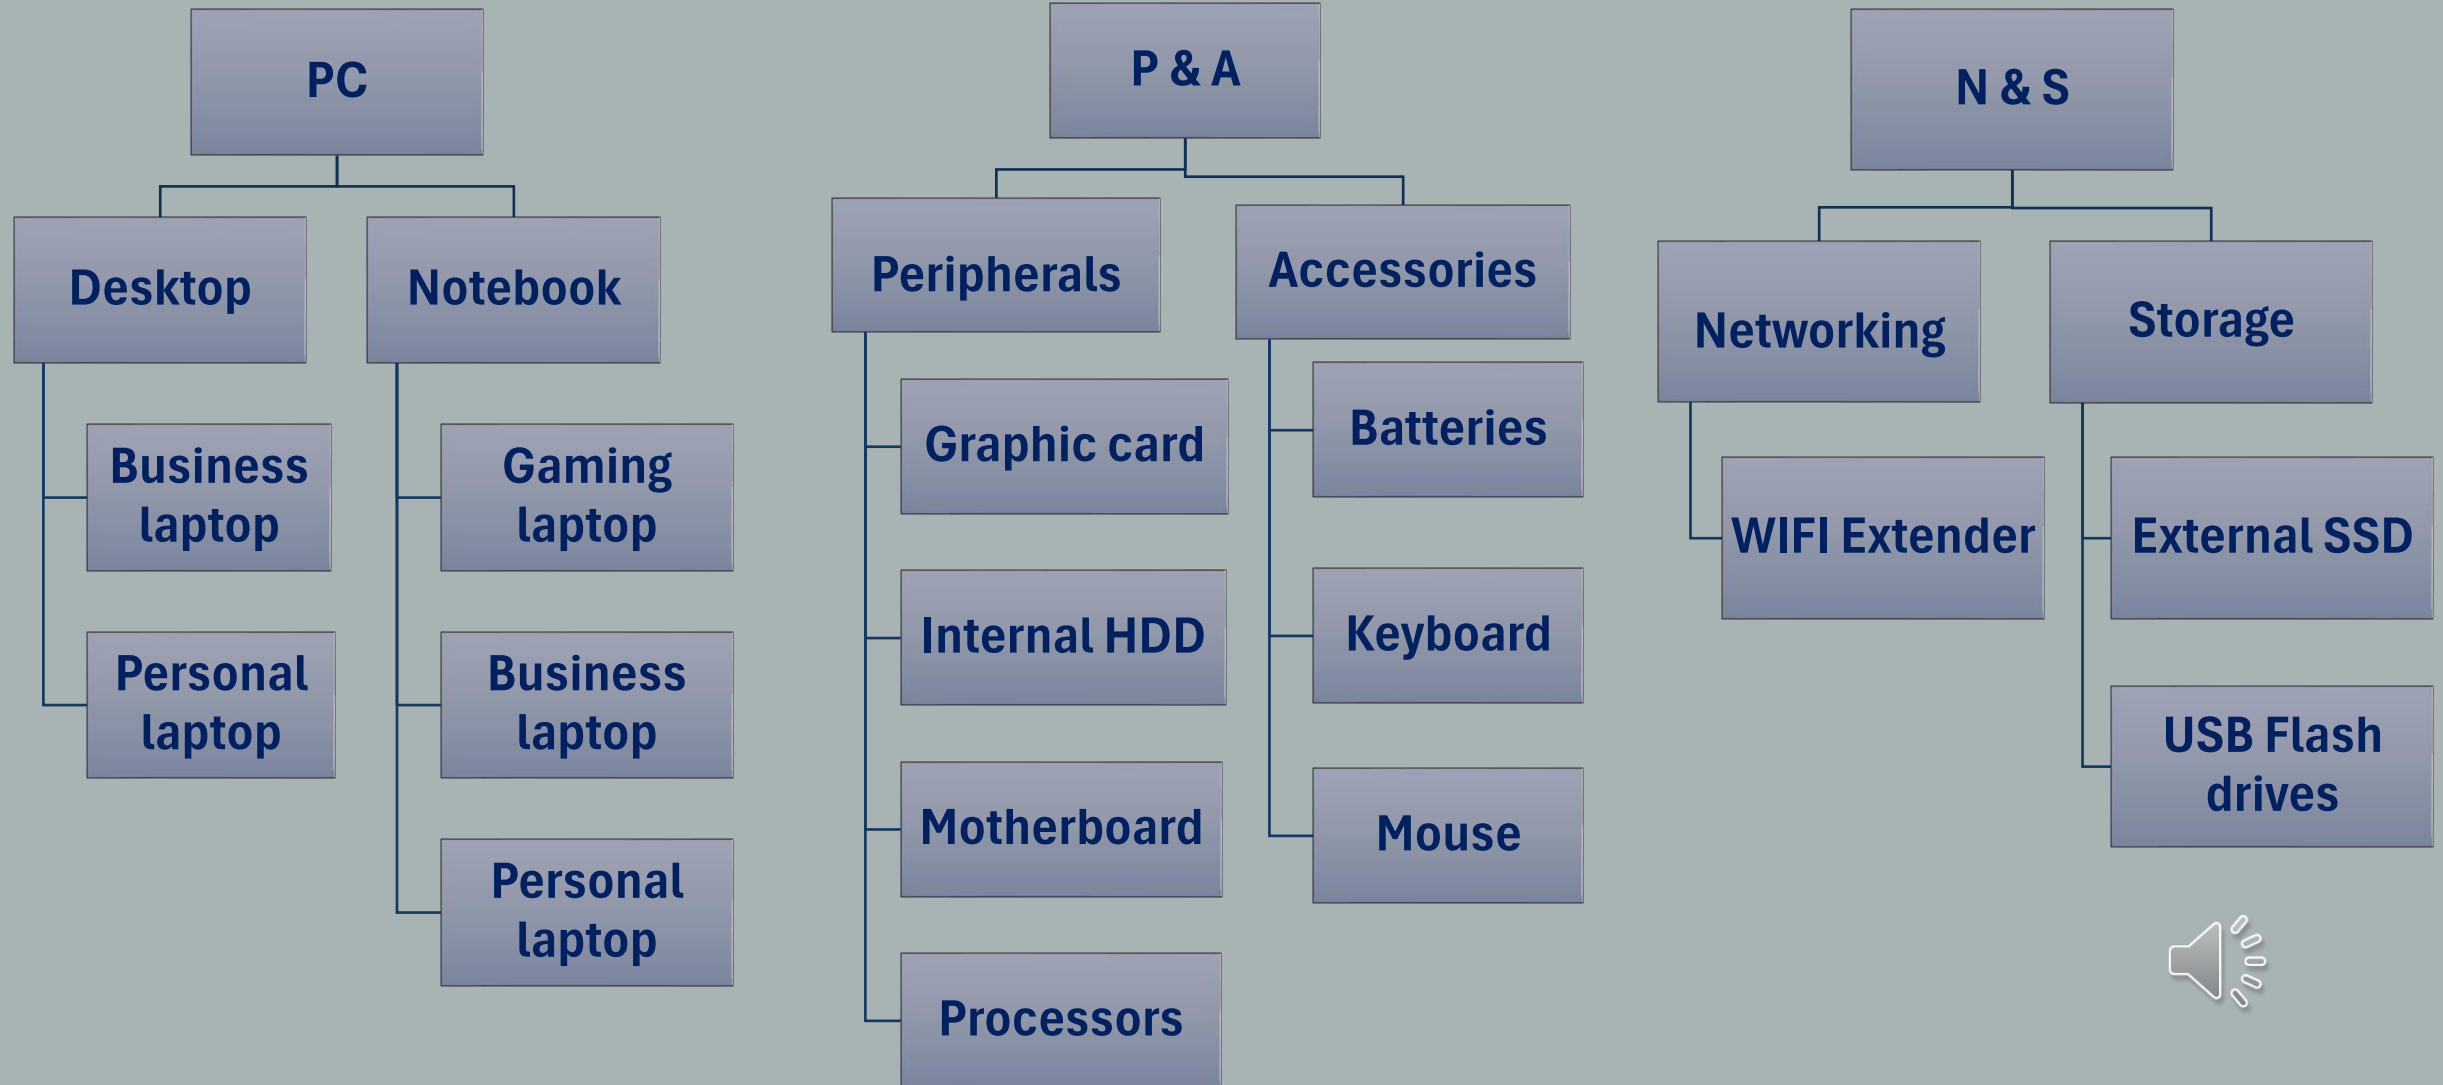 PC
Desktop
Business
laptop
Personal
laptop
Notebook
Gaming
laptop
Business
laptop
Personal
laptop
P & A
Peripherals
Graphic card
Internal HDD
Motherboard
Processors
Accessories
Batteries
Keyboard
Mouse
N & S
Networking
WIFI Extender
Storage
External SSD
USB Flash
drives